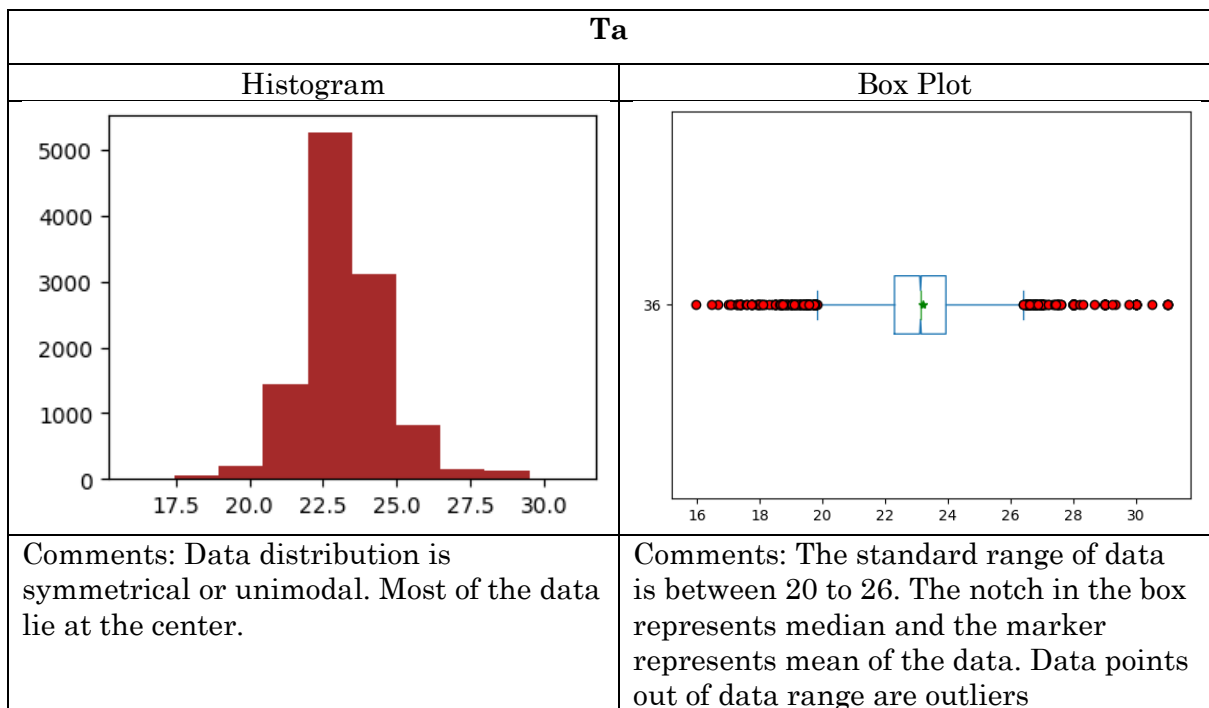 Ta
Histogram
Box Plot
5000
4000
3000
2000
1000
0
17.5 20.0 22.5 25.0 27.5 30.0
36
16 18 20 22 24 26 28 30
Comments: Data distribution is
symmetrical or unimodal. Most of the data
lie at the center.
Comments: The standard range of data
is between 20 to 26. The notch in the box
represents median and the marker
represents mean of the data. Data points
out of data range are outliers